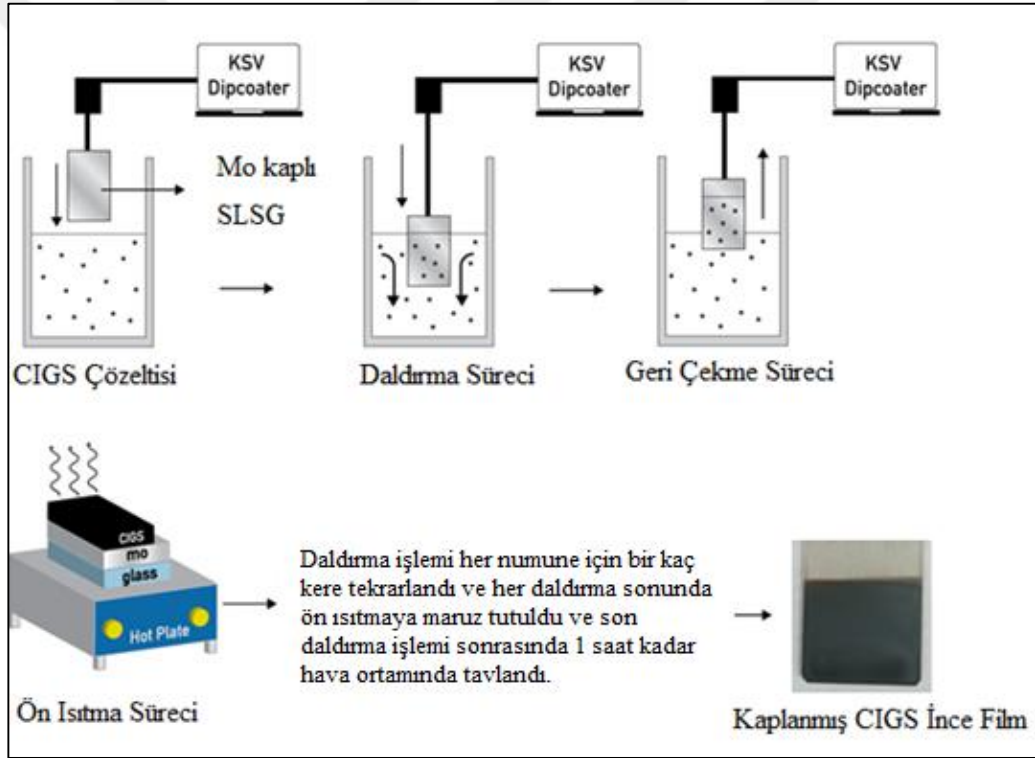 KSV
Dipcoater
KSV
Dipcoater
KSV
Dipcoater
Mo kaplı
SLSG
CIGS Çözeltisi
Daldırma Süreci
Geri Çekme Süreci
CIGS
mo
glass
Hot Plate
Ön Isıtma Süreci
Daldırma işlemi her numune için bir kaç
kere tekrarlandı ve her daldırma sonunda
ön ısıtmaya maruz tutuldu ve son
daldırma işlemi sonrasında 1 saat kadar
hava ortamında tavlandı.
Kaplanmış CIGS İnce Film